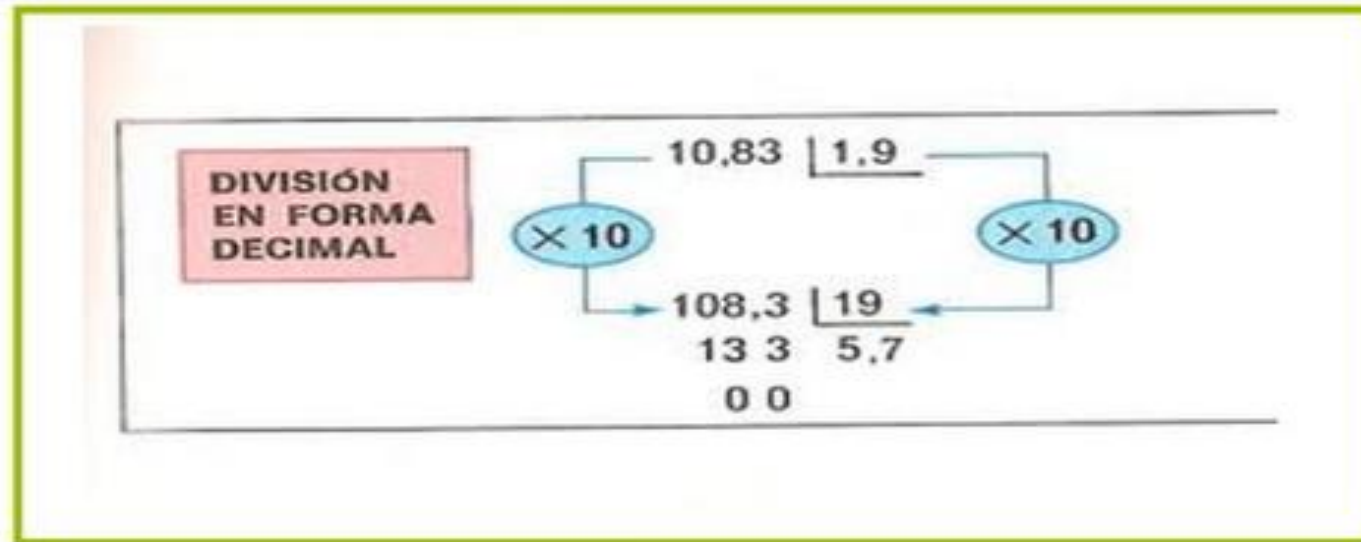 DIVISIÓN
EN FORMA
DECIMAL
10,83 1,9
× 10 × 10
108,3 19
13 3 5,7
0 0